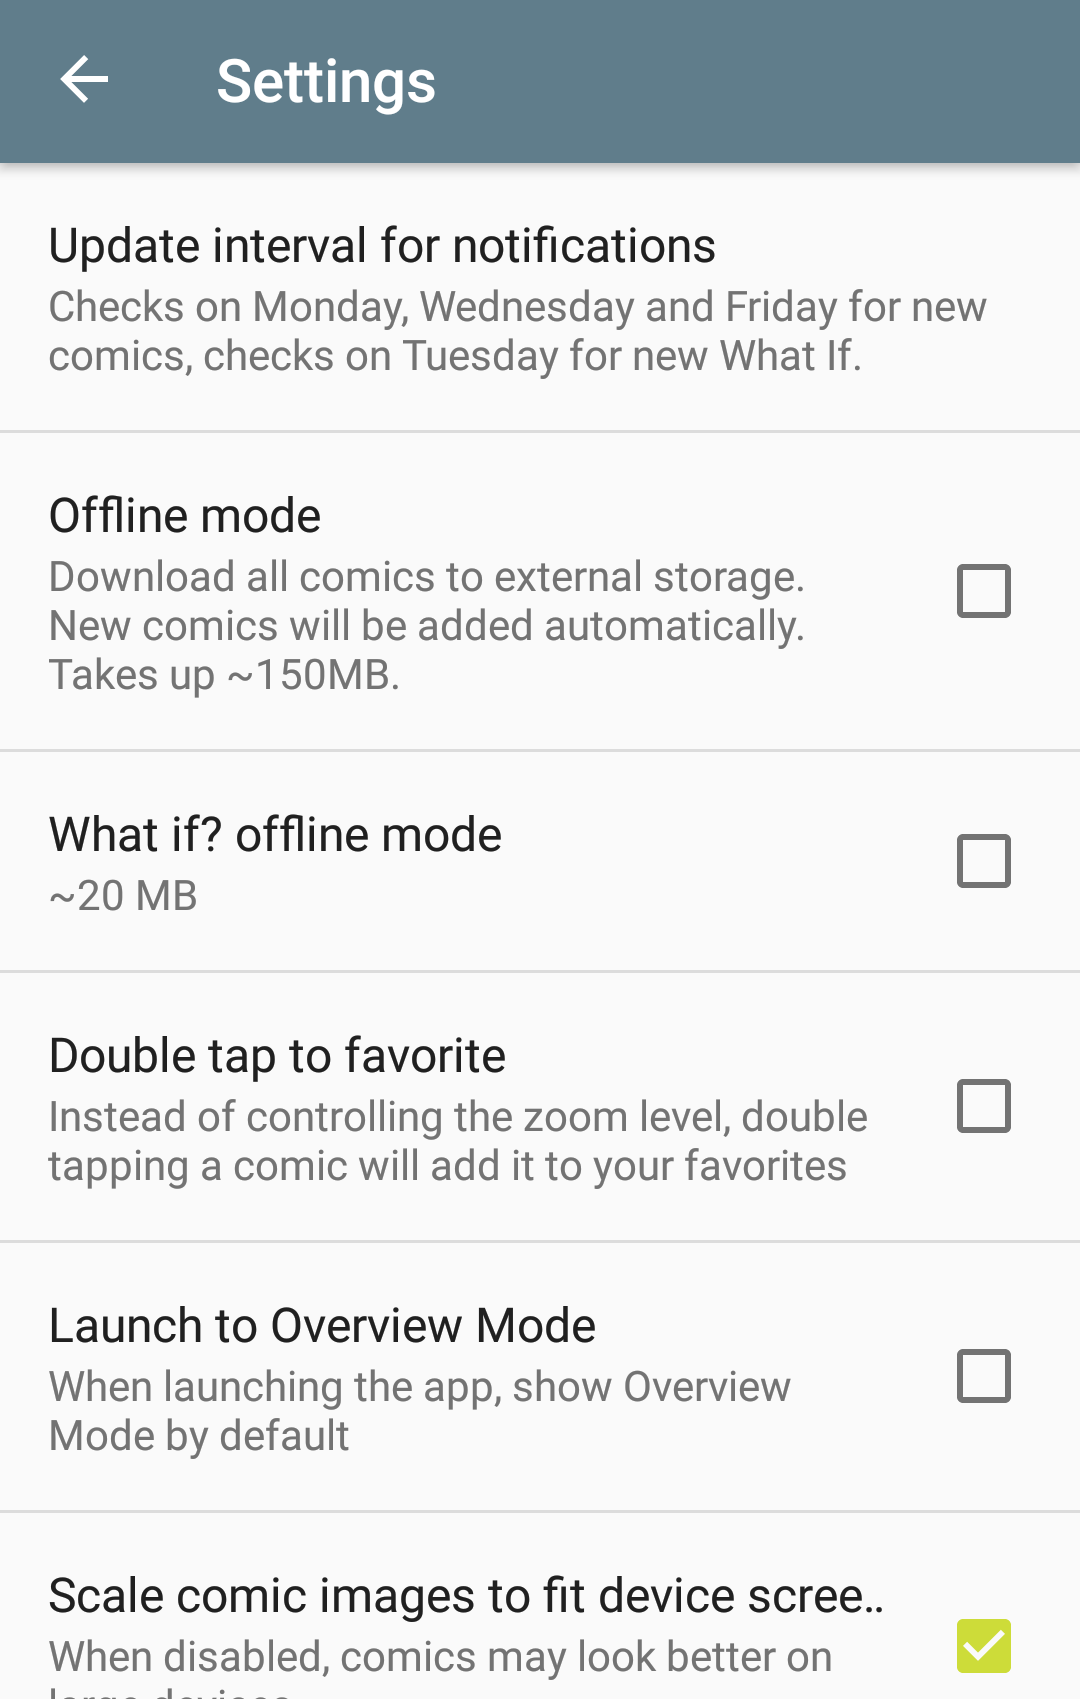 Settings
Update interval for notifications
Checks on Monday, Wednesday and Friday for new
comics, checks on Tuesday for new What If.
Offline mode
Download all comics to external storage.
New comics will be added automatically.
Takes up ~150MB.
What if? offline mode
~20 MB
Double tap to favorite
Instead of controlling the zoom level, double
tapping a comic will add it to your favorites
Launch to Overview Mode
When launching the app, show Overview
Mode by default
Scale comic images to fit device scree..
When disabled, comics may look better on
large devices